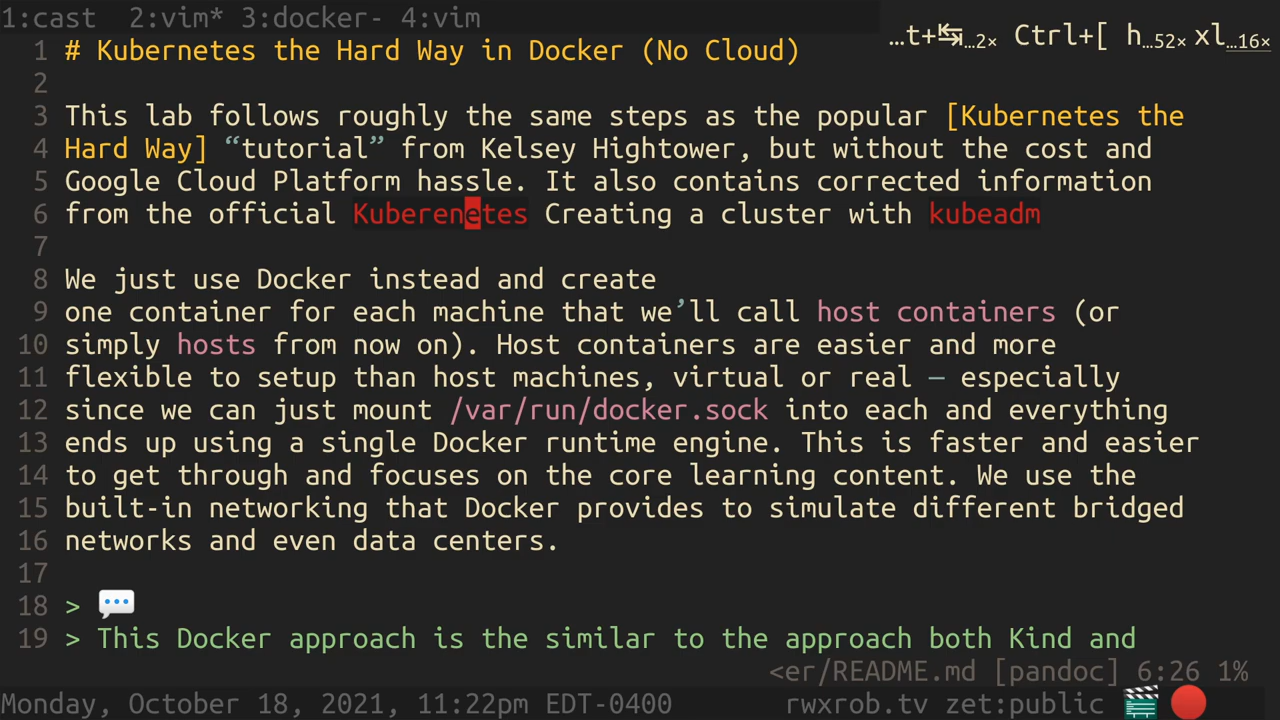 1:cast 2:vim* 3:docker- 4:vim
…t+↹…2× Ctrl+[ h…52× xl…16×
1 # Kubernetes the Hard Way in Docker (No Cloud)
2
3 This lab follows roughly the same steps as the popular [Kubernetes the
4 Hard Way] “tutorial” from Kelsey Hightower, but without the cost and
5 Google Cloud Platform hassle. It also contains corrected information
6 from the official Kuberenetes Creating a cluster with kubeadm
7
8 We just use Docker instead and create
9 one container for each machine that we’ll call host containers (or
10 simply hosts from now on). Host containers are easier and more
11 flexible to setup than host machines, virtual or real — especially
12 since we can just mount /var/run/docker.sock into each and everything
13 ends up using a single Docker runtime engine. This is faster and easier
14 to get through and focuses on the core learning content. We use the
15 built-in networking that Docker provides to simulate different bridged
16 networks and even data centers.
17
18 > 💬
19 > This Docker approach is the similar to the approach both Kind and
<er/README.md [pandoc] 6:26 1%
Monday, October 18, 2021, 11:22pm EDT-0400 rwxrob.tv zet:public 🎬 🔴